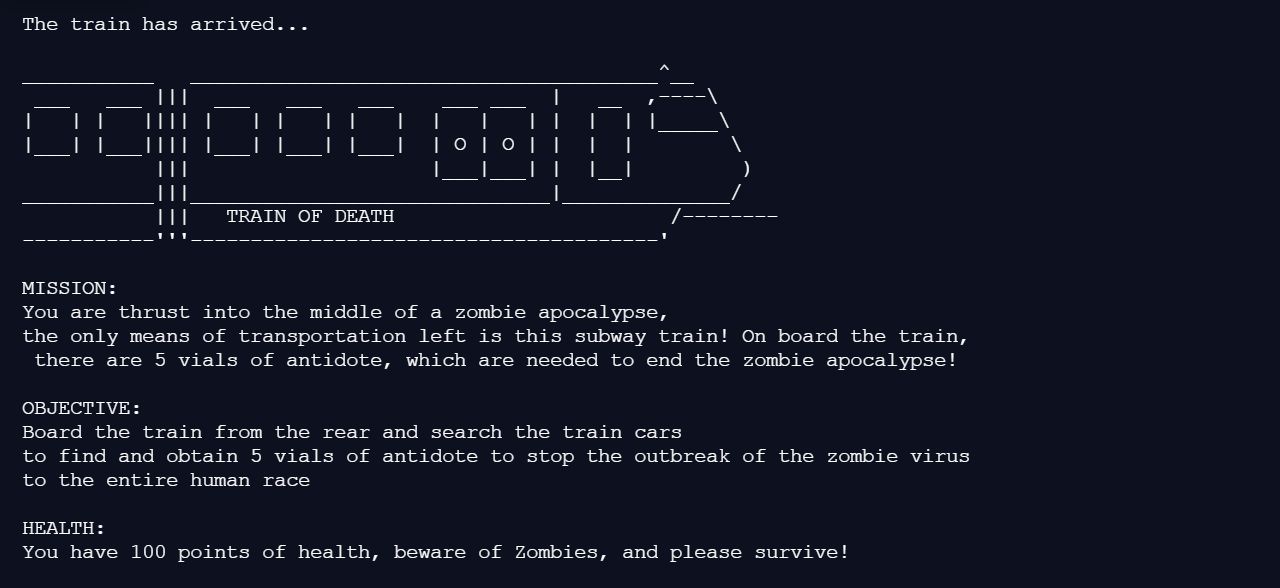 The train has arrived...
TRAIN OF DEATH
MISSION:
You are thrust into the middle of a zombie apocalypse,
the only means of transportation left is this subway train! On board the train,
there are 5 vials of antidote, which are needed to end the zombie apocalypse!
OBJECTIVE:
Board the train from the rear and search the train cars
to find and obtain 5 vials of antidote to stop the outbreak of the zombie virus
to the entire human race
HEALTH:
You have 100 points of health, beware of Zombies, and please survive!